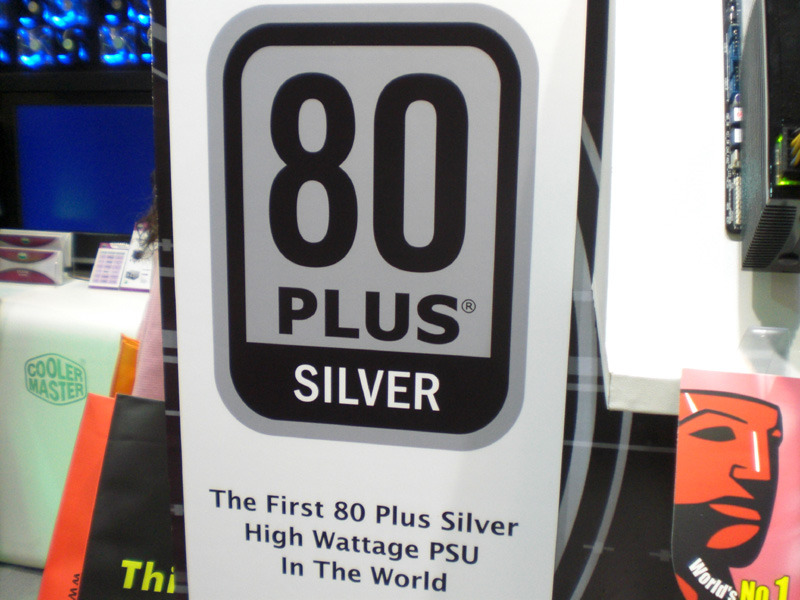 80
PLUS®
SILVER
The First 80 Plus Silver
High Wattage PSU
In The World
COOLER
MASTER
Thi
World's No.1